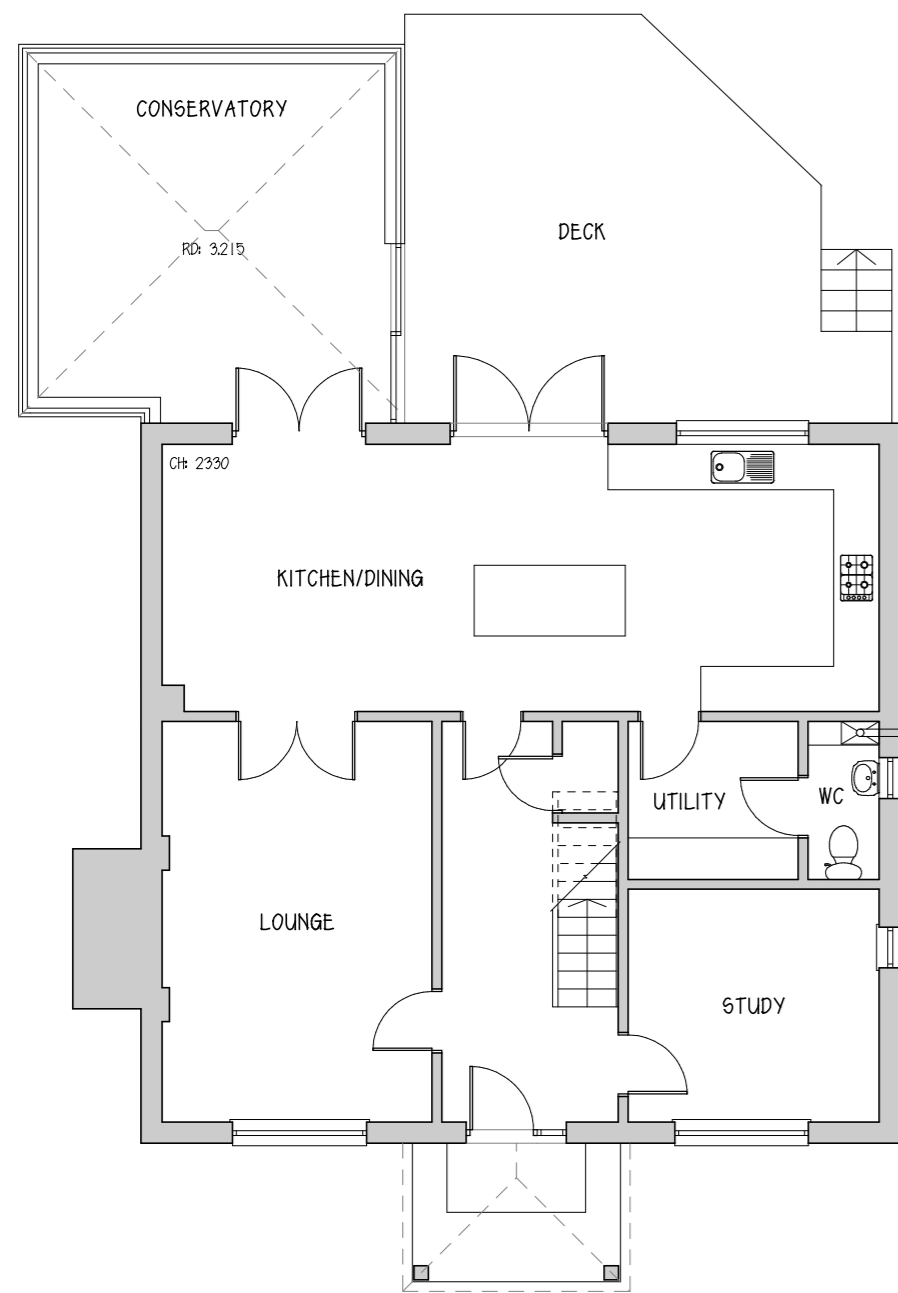 CONSERVATORY
DECK
RD: 3.215
CH: 2330
KITCHEN/DINING
UTILITY
WC
LOUNGE
STUDY